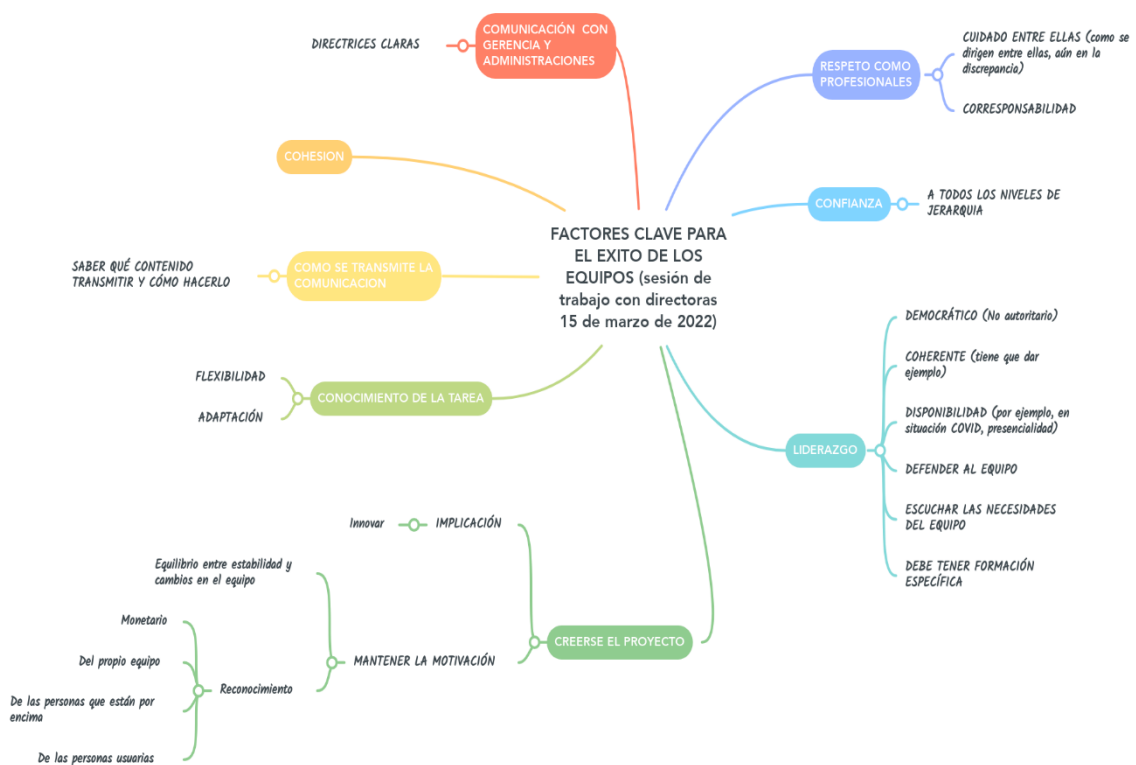 FACTORES CLAVE PARA
EL EXITO DE LOS
EQUIPOS (sesión de
trabajo con directoras
15 de marzo de 2022)
RESPETO COMO
PROFESIONALES
CUIDADO ENTRE ELLAS (como se
dirigen entre ellas, aún en la
discrepancia)
CORRESPONSABILIDAD
CONFIANZA
A TODOS LOS NIVELES DE
JERARQUIA
LIDERAZGO
DEMOCRÁTICO (No autoritario)
COHERENTE (tiene que dar
ejemplo)
DISPONIBILIDAD (por ejemplo, en
situación COVID, presencialidad)
DEFENDER AL EQUIPO
ESCUCHAR LAS NECESIDADES
DEL EQUIPO
DEBE TENER FORMACIÓN
ESPECÍFICA
CREERSE EL PROYECTO
IMPLICACIÓN
Innovar
MANTENER LA MOTIVACIÓN
Equilibrio entre estabilidad y
cambios en el equipo
Reconocimiento
Monetario
Del propio equipo
De las personas que están por
encima
De las personas usuarias
CONOCIMIENTO DE LA TAREA
FLEXIBILIDAD
ADAPTACIÓN
COMO SE TRANSMITE LA
COMUNICACION
SABER QUÉ CONTENIDO
TRANSMITIR Y CÓMO HACERLO
COHESION
COMUNICACIÓN CON
GERENCIA Y
ADMINISTRACIONES
DIRECTRICES CLARAS